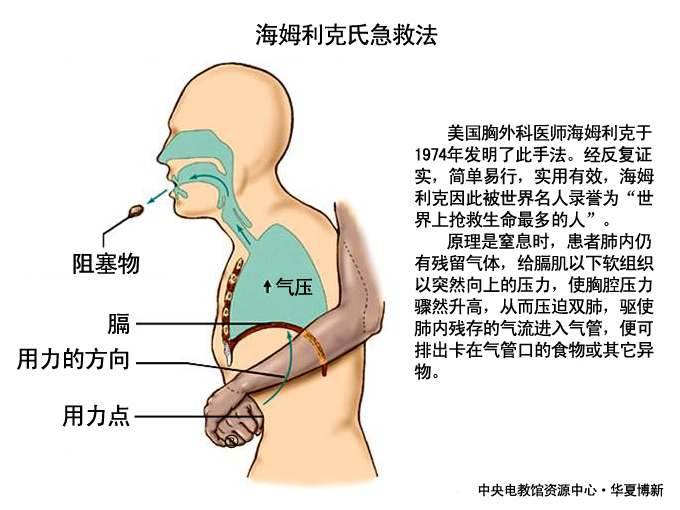 海姆利克氏急救法
美国胸外科医师海姆利克于
1974年发明了此手法。经反复证
实，简单易行，实用有效，海姆
利克因此被世界名人录誉为“世
界上抢救生命最多的人”。
原理是窒息时，患者肺内仍
有残留气体，给膈肌以下软组织
以突然向上的压力，使胸腔压力
骤然升高，从而压迫双肺，驱使
肺内残存的气流进入气管，便可
排出卡在气管口的食物或其它异
物。
阻塞物
气压
膈
用力的方向
用力点
中央电教馆资源中心·华夏博新